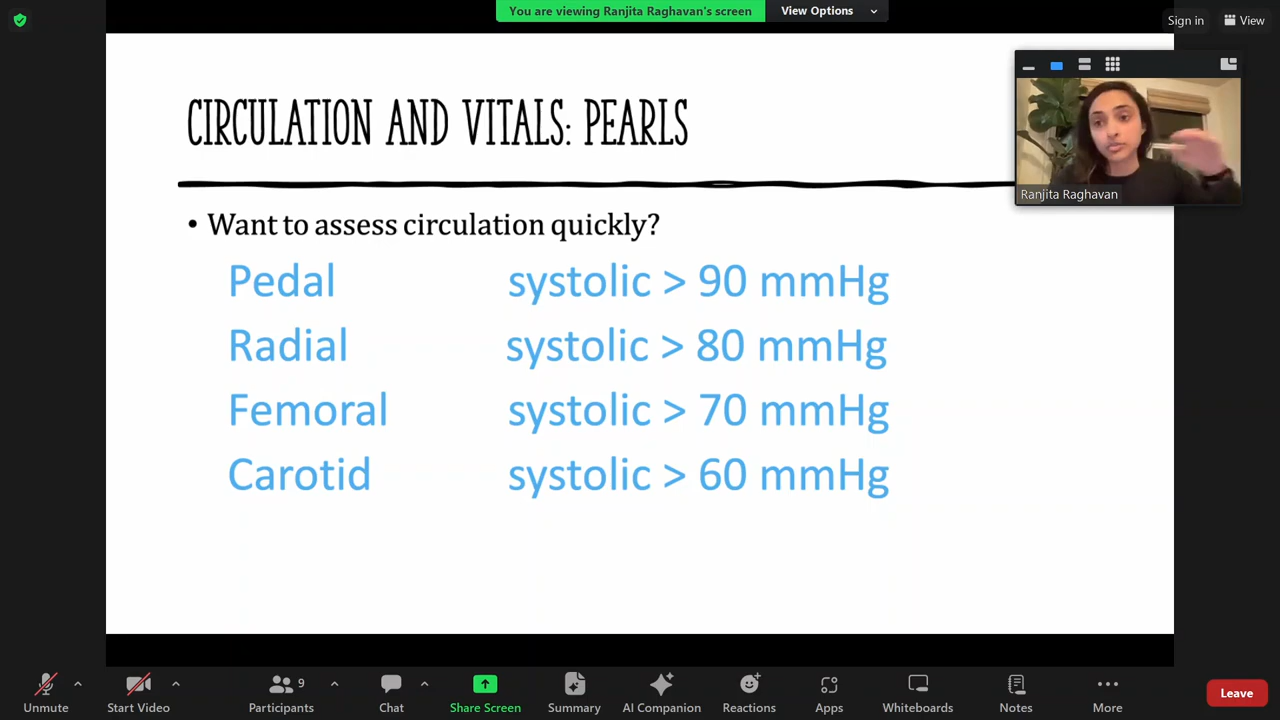 You are viewing Ranjita Raghavan's screen
View Options
Sign in
View
CIRCULATION AND VITALS: PEARLS
Ranjita Raghavan
• Want to assess circulation quickly?
Pedal systolic > 90 mmHg
Radial systolic > 80 mmHg
Femoral systolic > 70 mmHg
Carotid systolic > 60 mmHg
9
Unmute
Start Video
Participants
Chat
Share Screen
Summary
AI Companion
Reactions
Apps
Whiteboards
Notes
More
Leave